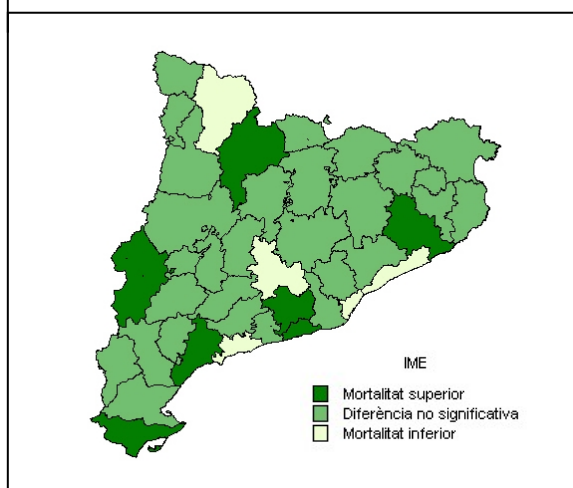 IME
Mortalitat superior
Diferència no significativa
Mortalitat inferior